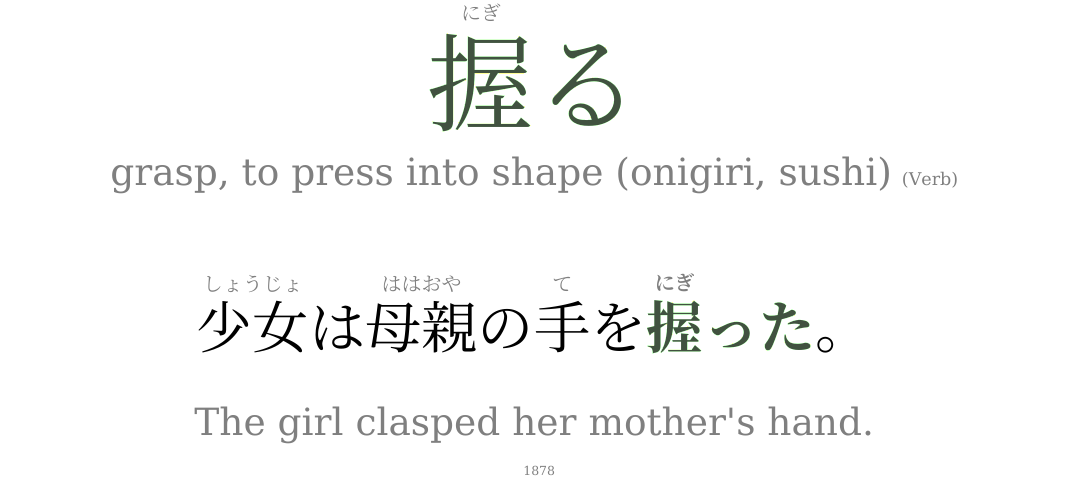 にぎ
握る
grasp, to press into shape (onigiri, sushi) (Verb)
しょうじょ ははおや て にぎ
少女は母親の手を握った。
The girl clasped her mother's hand.
1878